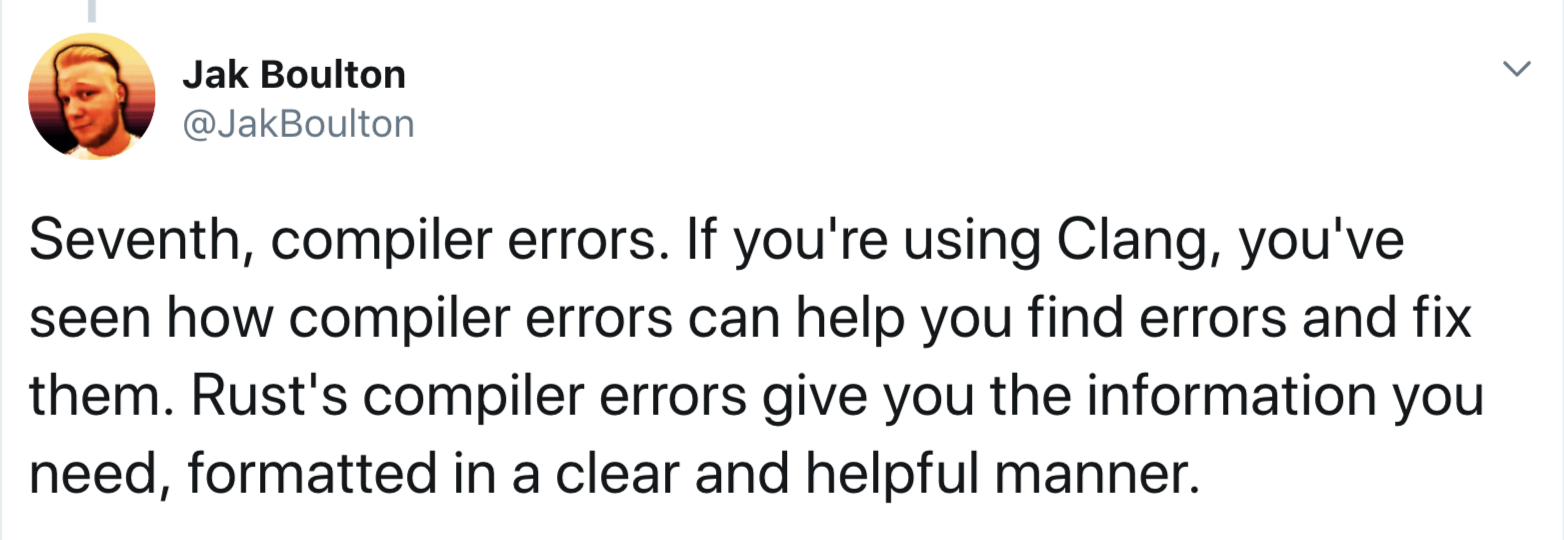 Jak Boulton
@JakBoulton
Seventh, compiler errors. If you're using Clang, you've
seen how compiler errors can help you find errors and fix
them. Rust's compiler errors give you the information you
need, formatted in a clear and helpful manner.